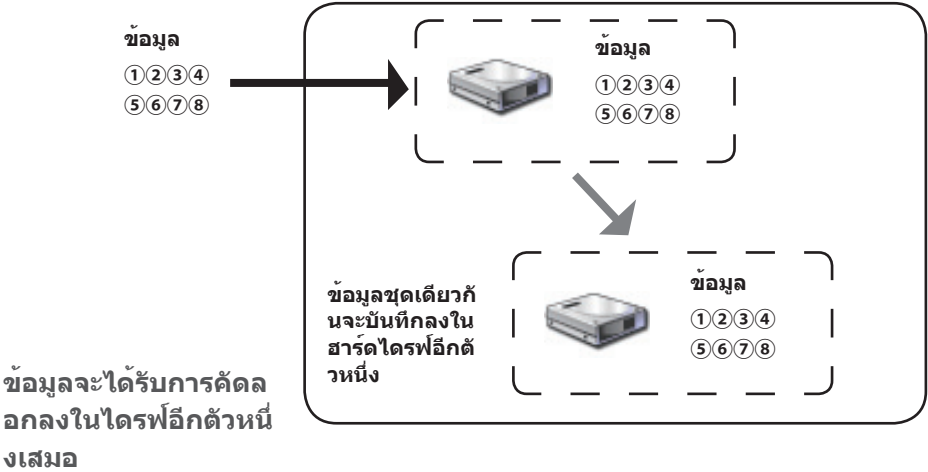 ข้อมูล
①②③④
⑤⑥⑦⑧
ข้อมูล
①②③④
⑤⑥⑦⑧
ข้อมูลชุดเดียวกั
นจะบันทึกลงใน
ฮาร์ดไดรฟ์อีกตั
วหนึ่ง
ข้อมูล
①②③④
⑤⑥⑦⑧
ข้อมูลจะได้รับการคัดล
อกลงในไดรฟ์อีกตัวหนึ่
งเสมอ